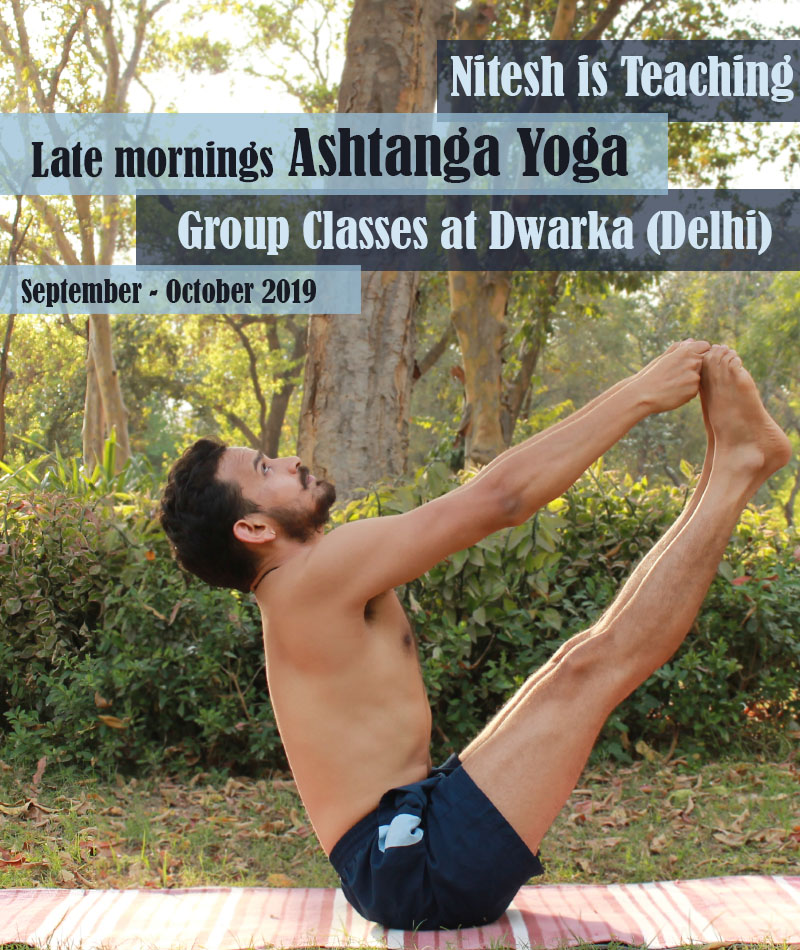 Nitesh is Teaching
Late mornings Ashtanga Yoga
Group Classes at Dwarka (Delhi)
September - October 2019